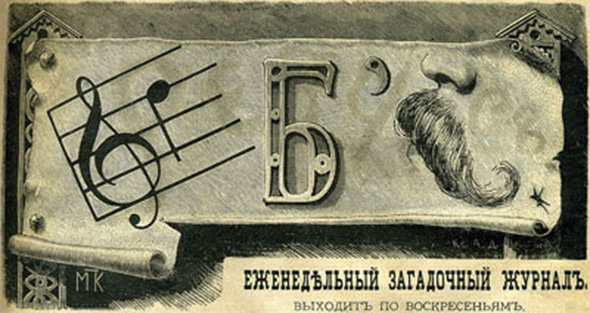 Б
МК
ЕЖЕНЕДѢЛЬНЫЙ ЗАГАДОЧНЫЙ ЖУРНАЛЪ.
ВЫХОДИТЪ ПО ВОСКРЕСЕНЬЯМЪ.